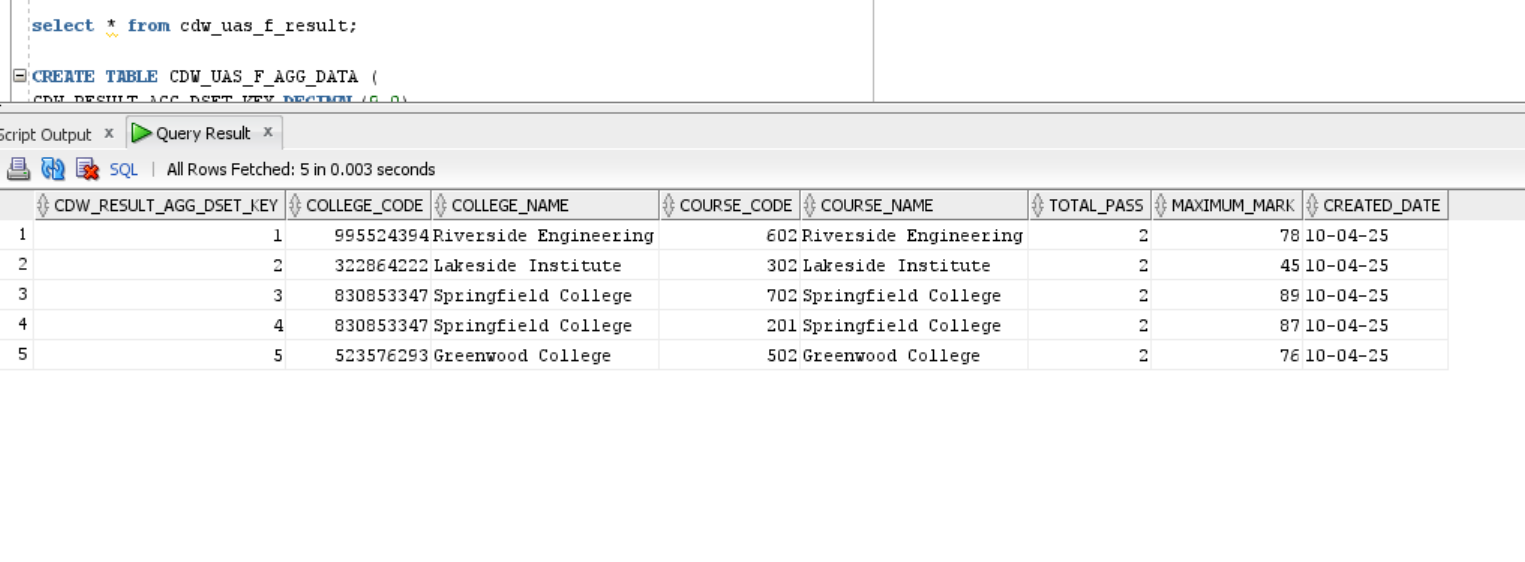 select * from cdw_uas_f_result;
CREATE TABLE CDW_UAS_F_AGG_DATA (
CDW_RESULT_AGG_DSET_KEY DECIMAL(9,0)
Script Output x Query Result x
SQL | All Rows Fetched: 5 in 0.003 seconds
CDW_RESULT_AGG_DSET_KEY COLLEGE_CODE COLLEGE_NAME COURSE_CODE COURSE_NAME TOTAL_PASS MAXIMUM_MARK CREATED_DATE
1 1 995524394 Riverside Engineering 602 Riverside Engineering 2 78 10-04-25
2 2 322864222 Lakeside Institute 302 Lakeside Institute 2 45 10-04-25
3 3 830853347 Springfield College 702 Springfield College 2 89 10-04-25
4 4 830853347 Springfield College 201 Springfield College 2 87 10-04-25
5 5 523576293 Greenwood College 502 Greenwood College 2 76 10-04-25